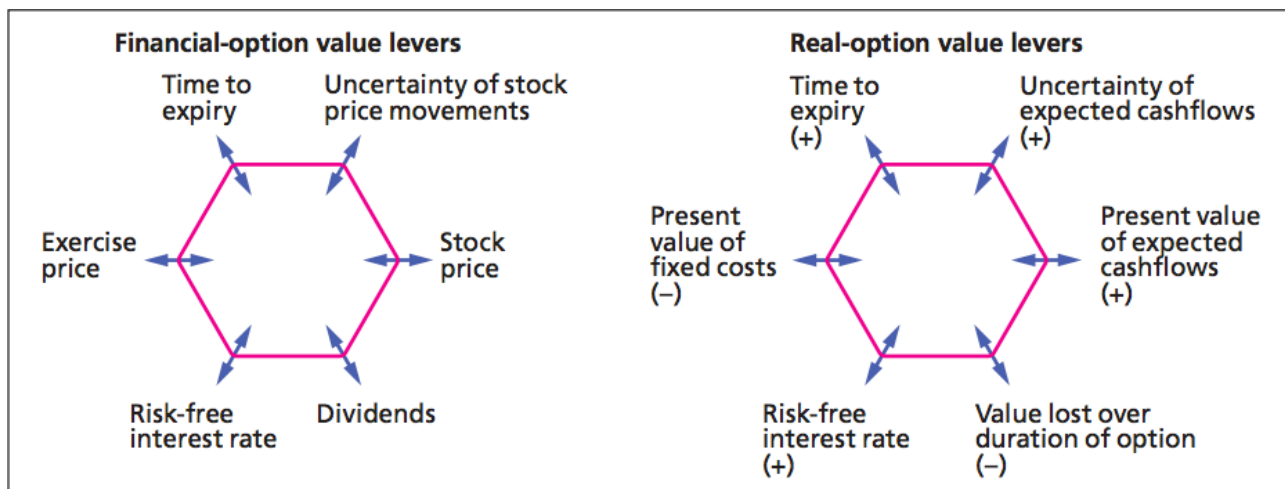 Financial-option value levers
Time to
expiry
Uncertainty of stock
price movements
Exercise
price
Stock
price
Risk-free
interest rate
Dividends
Real-option value levers
Time to
expiry
(+)
Uncertainty of
expected cashflows
(+)
Present
value of
fixed costs
(–)
Present value
of expected
cashflows
(+)
Risk-free
interest rate
(+)
Value lost over
duration of option
(–)